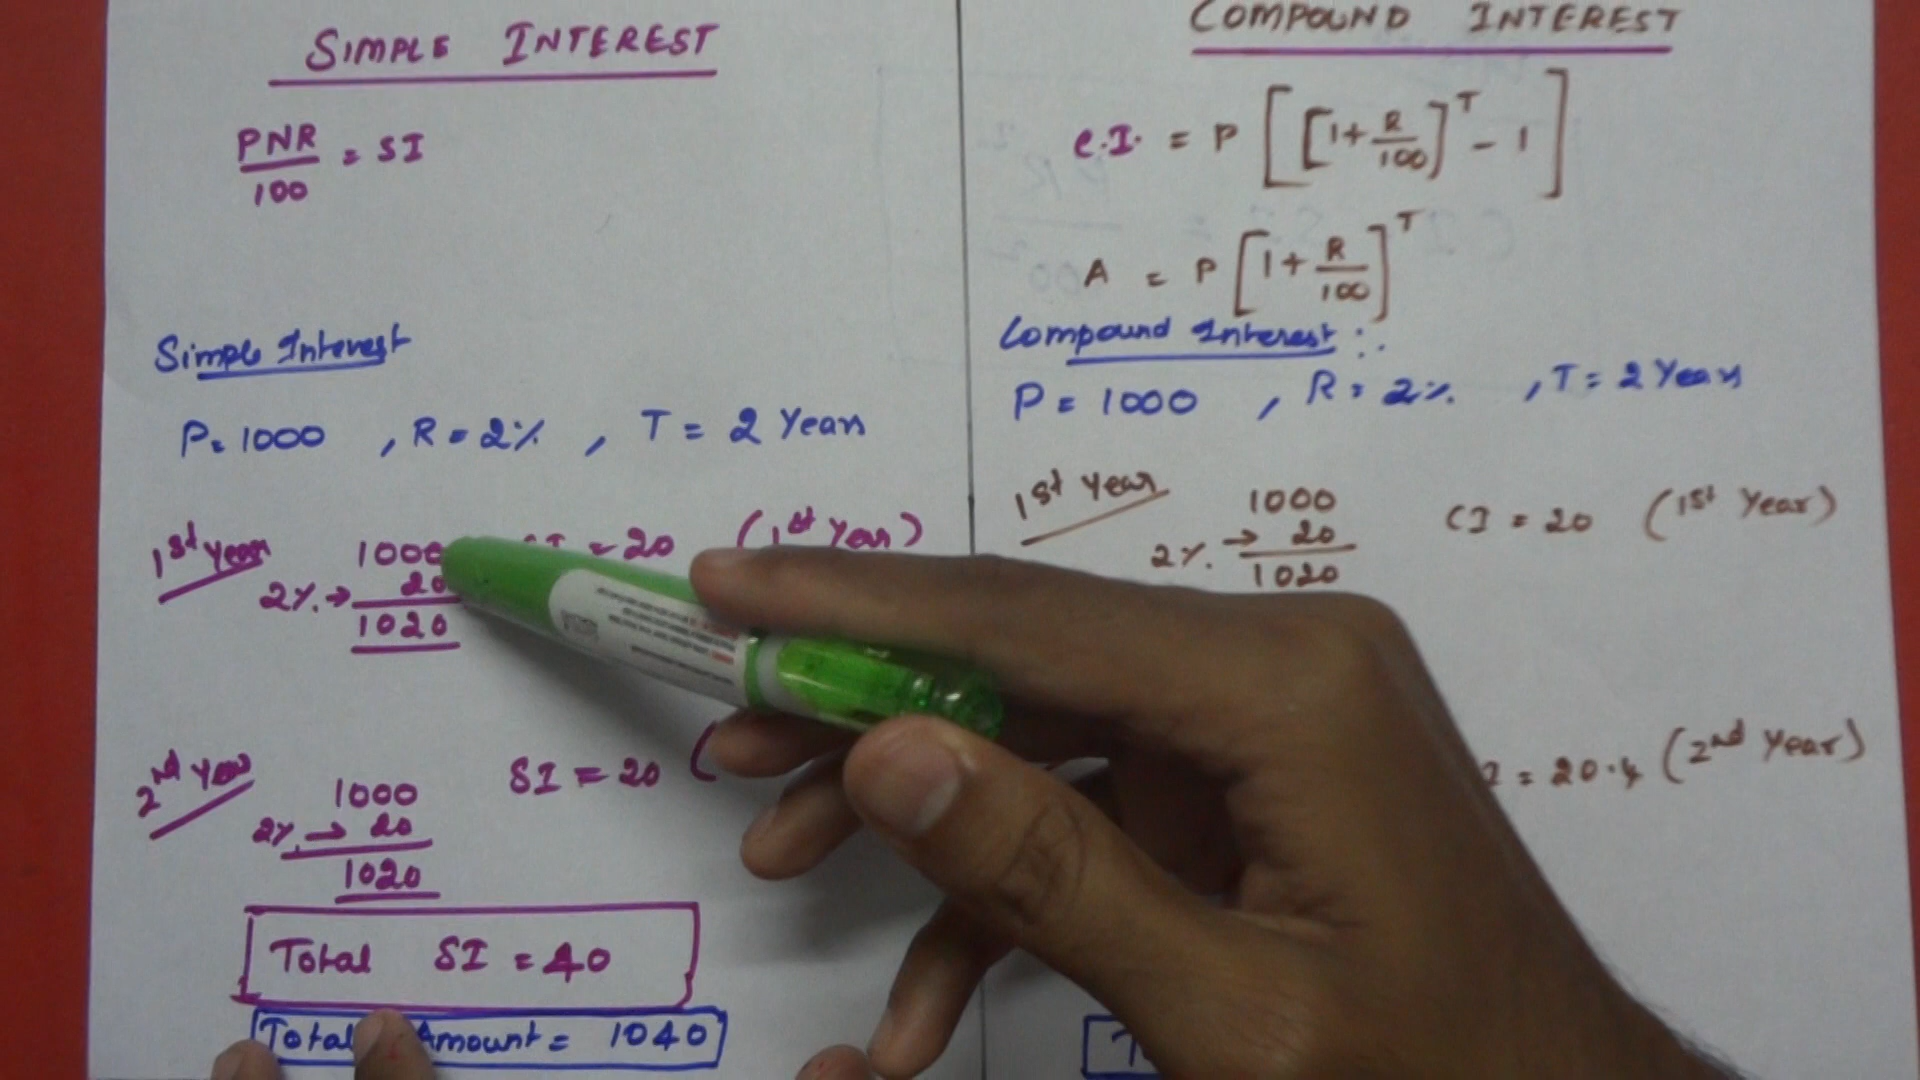 SIMPLE INTEREST
PNR
100
= SI
Simple Interest
P= 1000 , R = 2% , T = 2 Years
1st Year
1000
= 20 (1st Year)
2% → 20
1020
2nd Year
1000
SI = 20 (
2% → 20
1020
Total SI = 40
Total Amount = 1040
COMPOUND INTEREST
C.I. = P [ [1 + R/100]^T - 1 ]
A = P [1 + R/100]^T
Compound Interest :.
P = 1000 , R = 2% , T = 2 Years
1st Year
1000
CI = 20 (1st Year)
2% → 20
1020
I = 20.4 (2nd Year)